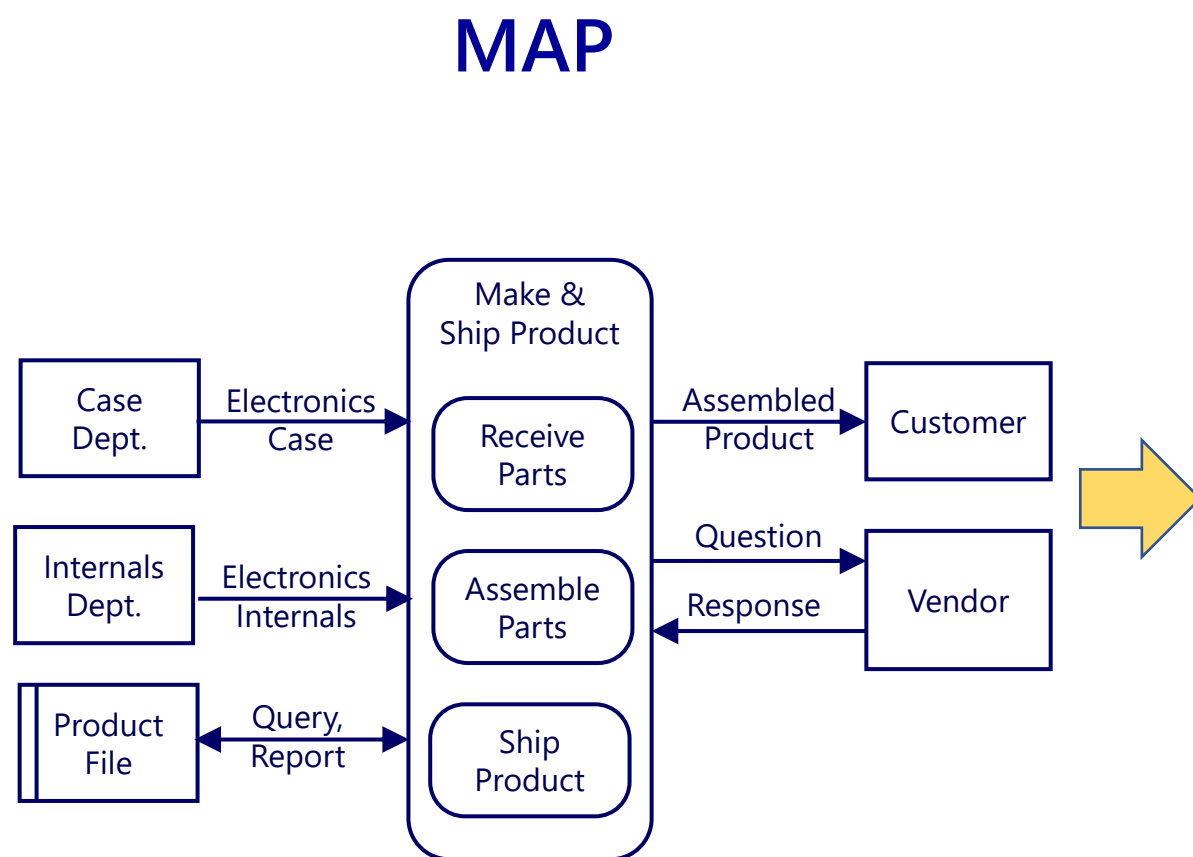 MAP
Make &
Ship Product
Case
Dept.
Electronics
Case
Receive
Parts
Assembled
Product
Customer
Internals
Dept.
Electronics
Internals
Assemble
Parts
Question
Response
Vendor
Product
File
Query,
Report
Ship
Product